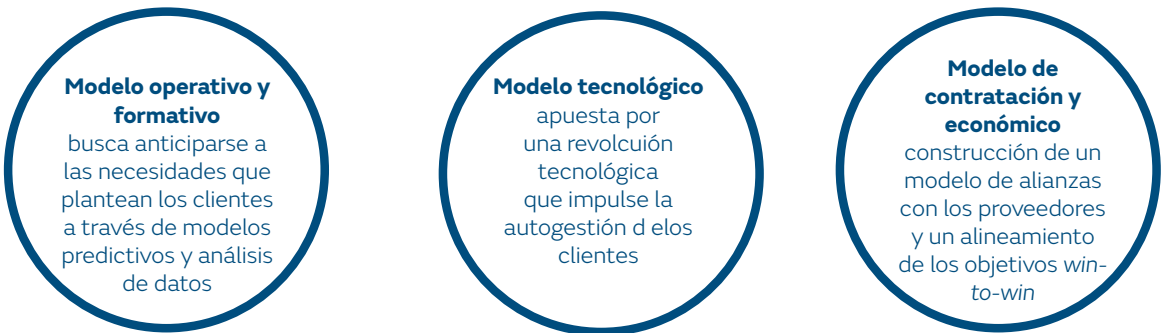 Modelo operativo y
formativo
busca anticiparse a
las necesidades que
plantean los clientes
a través de modelos
predictivos y análisis
de datos
Modelo tecnológico
apuesta por
una revolcuión
tecnológica
que impulse la
autogestión d elos
clientes
Modelo de
contratación y
económico
construcción de un
modelo de alianzas
con los proveedores
y un alineamiento
de los objetivos win-
to-win